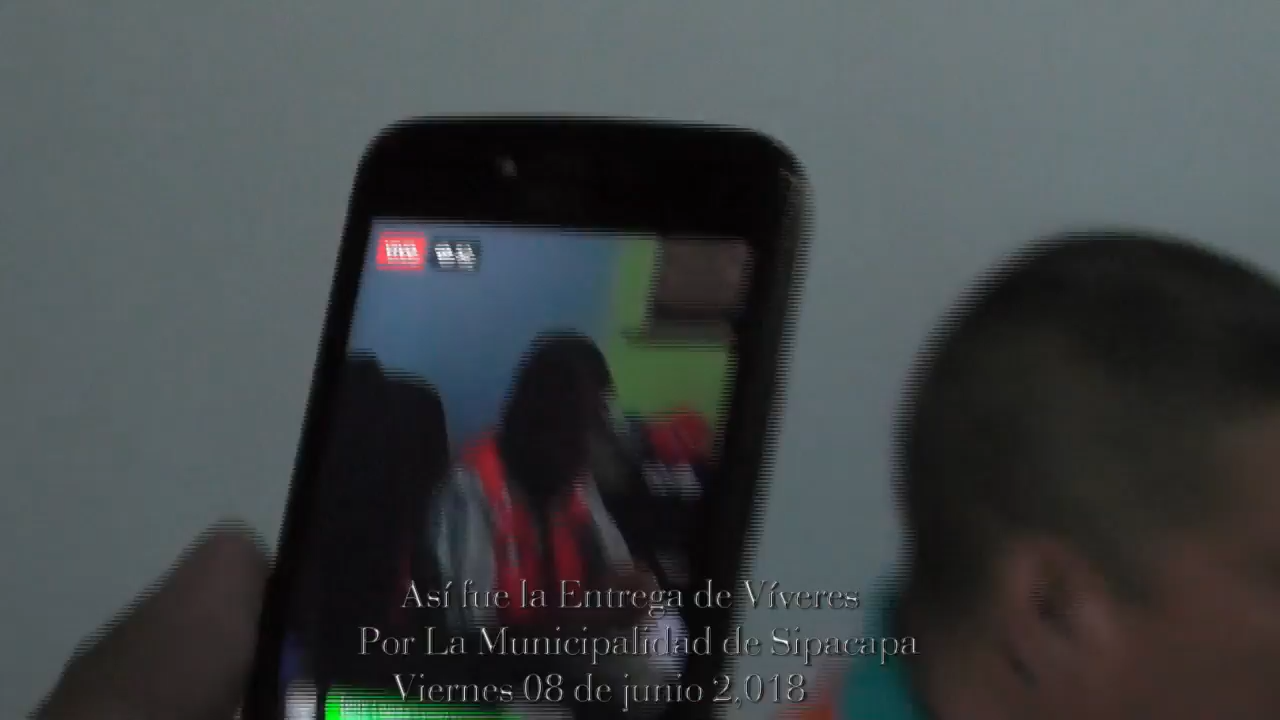 Así fue la Entrega de Víveres
Por La Municipalidad de Sipacapa
Viernes 08 de junio 2,018